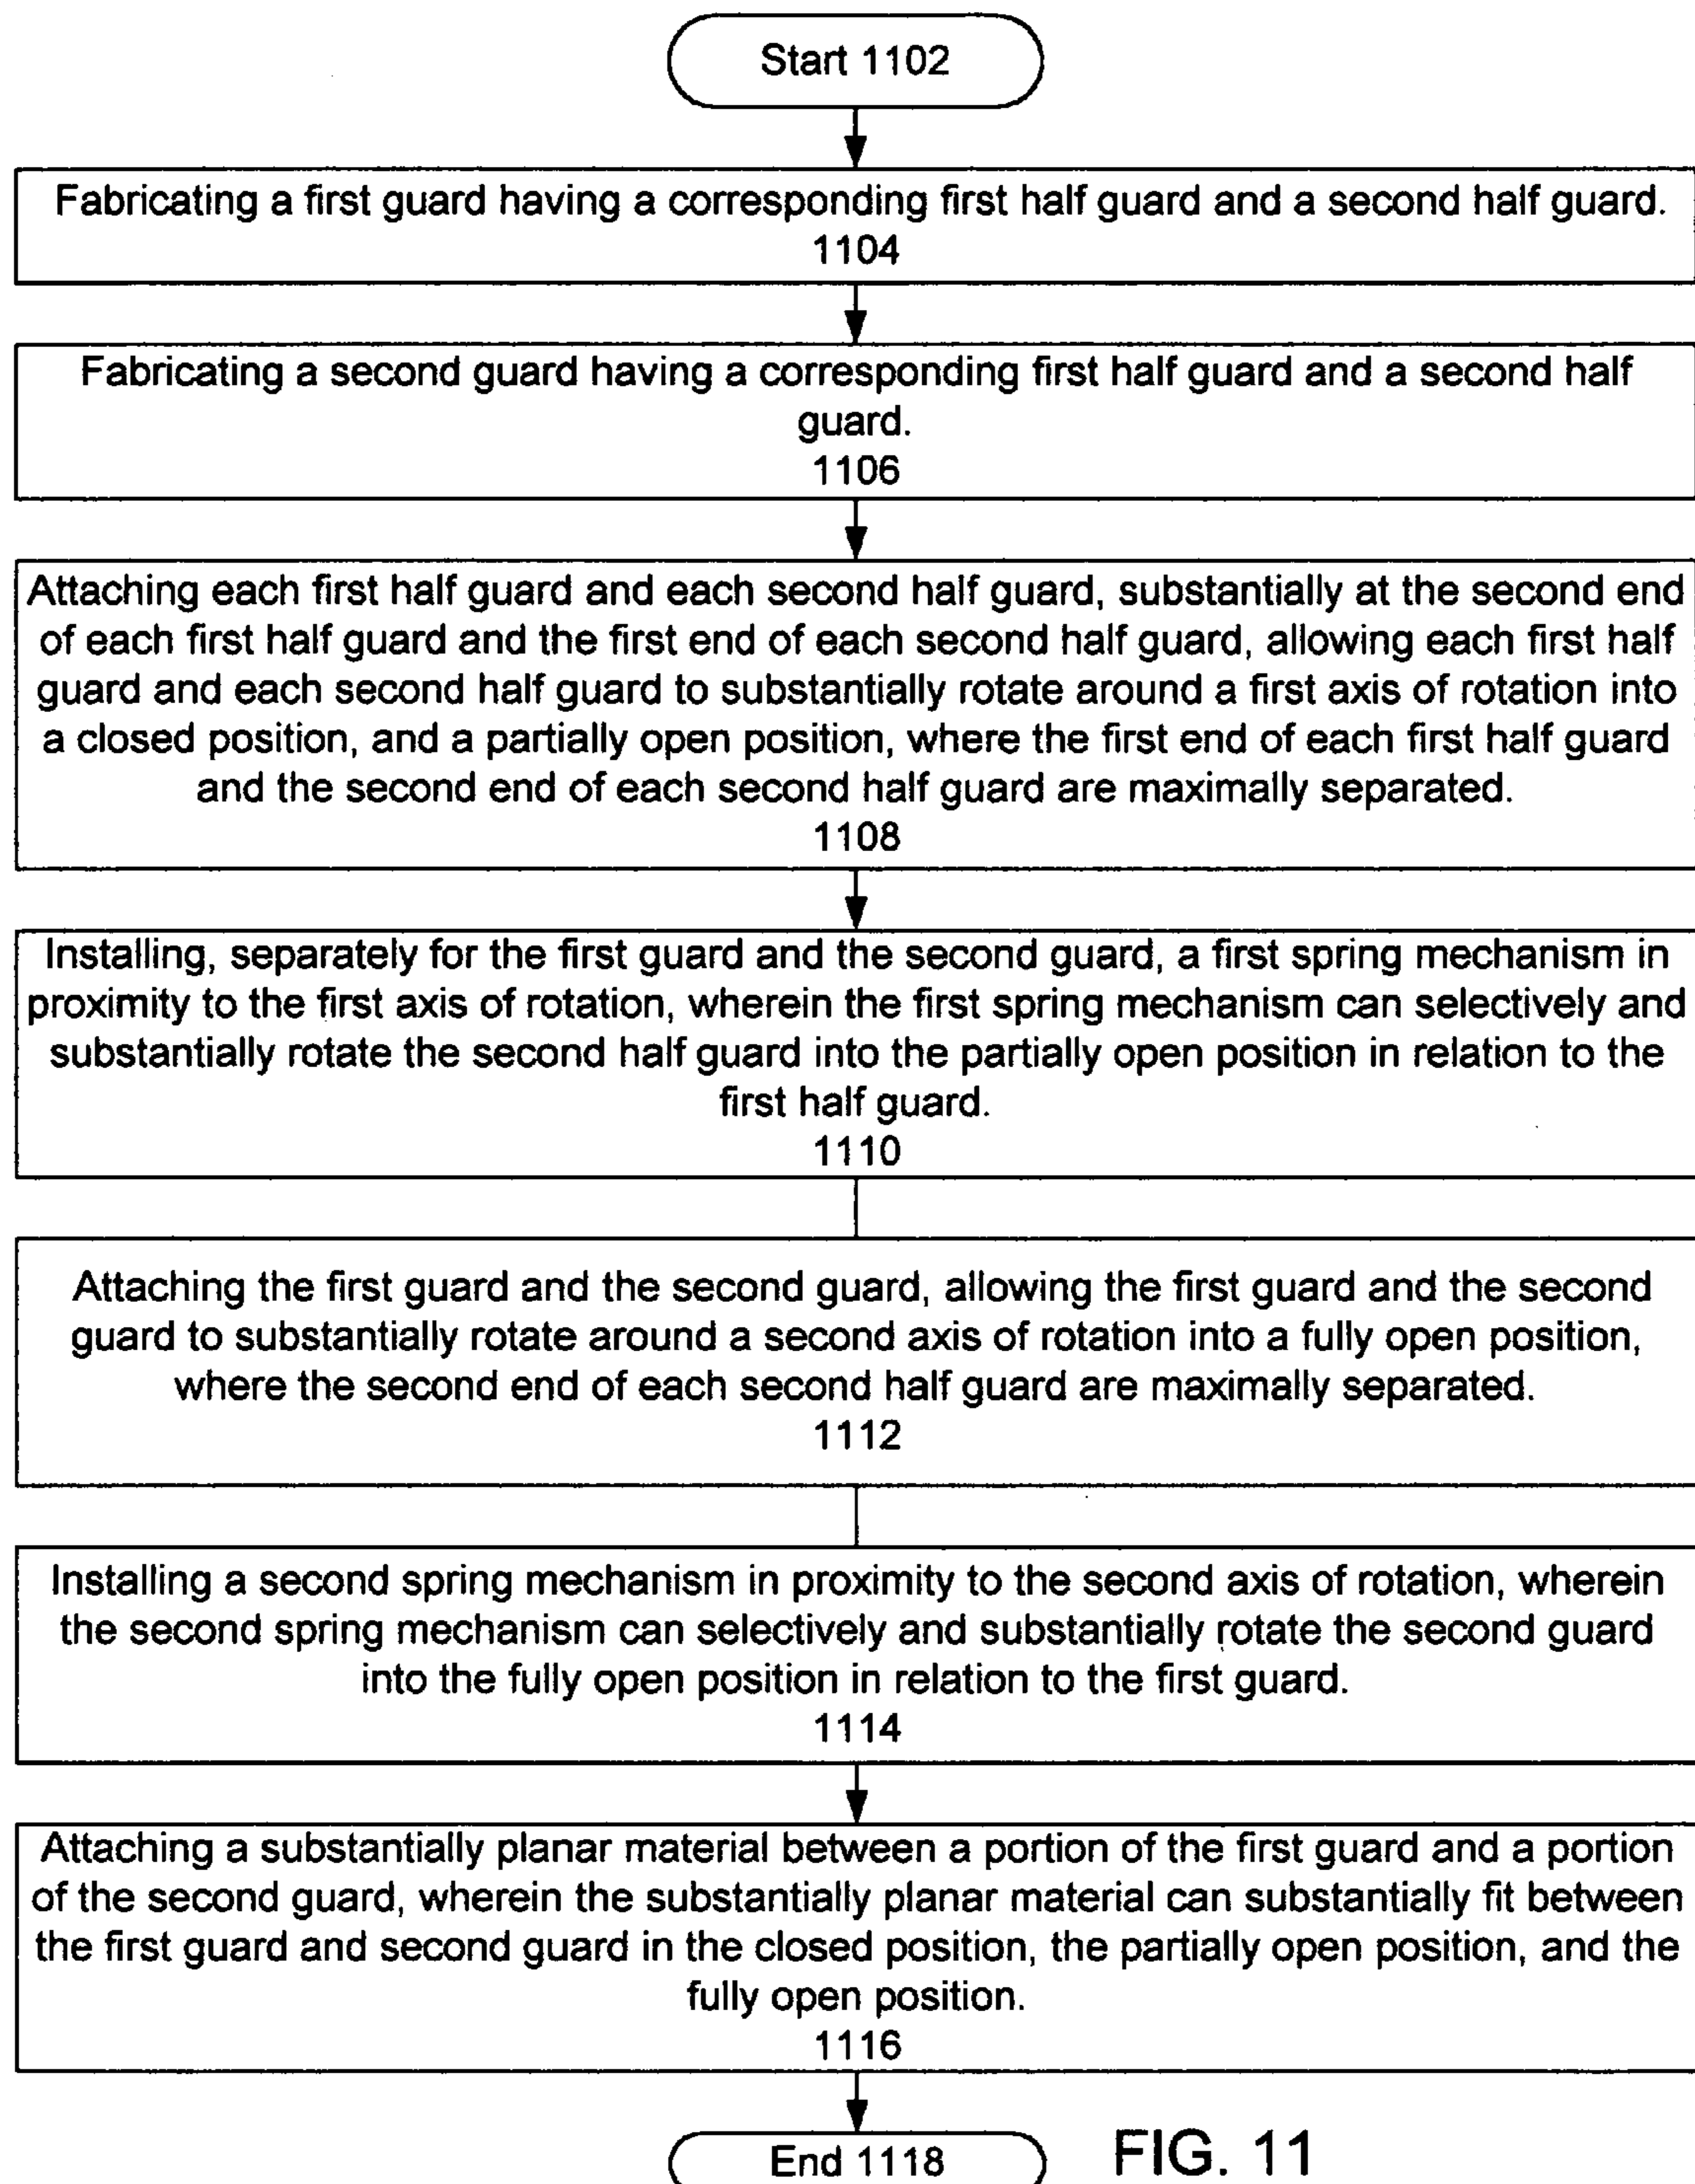 Start 1102
Fabricating a first guard having a corresponding first half guard and a second half guard.
1104
Fabricating a second guard having a corresponding first half guard and a second half
guard.
1106
Attaching each first half guard and each second half guard, substantially at the second end
of each first half guard and the first end of each second half guard, allowing each first half
guard and each second half guard to substantially rotate around a first axis of rotation into
a closed position, and a partially open position, where the first end of each first half guard
and the second end of each second half guard are maximally separated.
1108
Installing, separately for the first guard and the second guard, a first spring mechanism in
proximity to the first axis of rotation, wherein the first spring mechanism can selectively and
substantially rotate the second half guard into the partially open position in relation to the
first half guard.
1110
Attaching the first guard and the second guard, allowing the first guard and the second
guard to substantially rotate around a second axis of rotation into a fully open position,
where the second end of each second half guard are maximally separated.
1112
Installing a second spring mechanism in proximity to the second axis of rotation, wherein
the second spring mechanism can selectively and substantially rotate the second guard
into the fully open position in relation to the first guard.
1114
Attaching a substantially planar material between a portion of the first guard and a portion
of the second guard, wherein the substantially planar material can substantially fit between
the first guard and second guard in the closed position, the partially open position, and the
fully open position.
1116
End 1118
FIG. 11